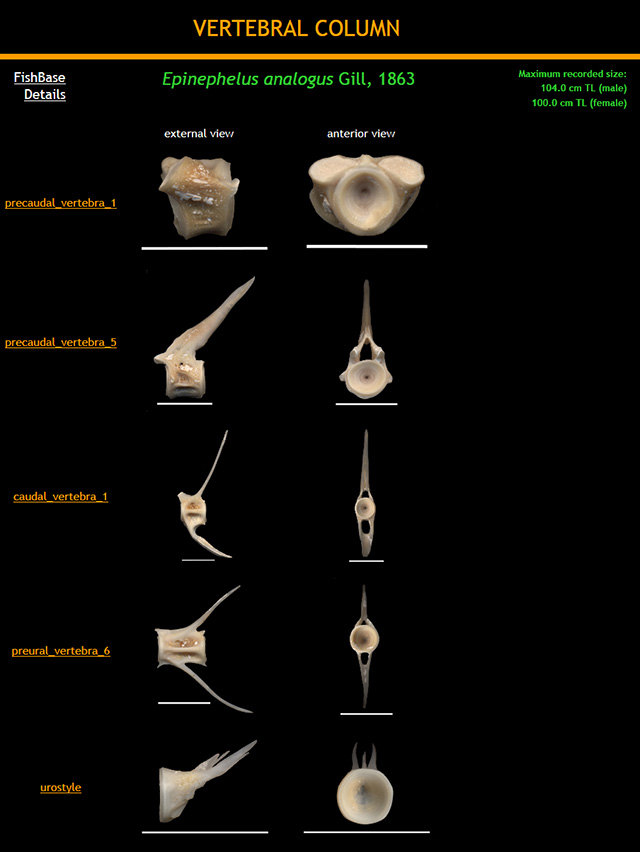 VERTEBRAL COLUMN
FishBase
Details
Epinephelus analogus Gill, 1863
Maximum recorded size:
104.0 cm TL (male)
100.0 cm TL (female)
external view
anterior view
precaudal_vertebra_1
precaudal_vertebra_5
caudal_vertebra_1
preural_vertebra_6
urostyle